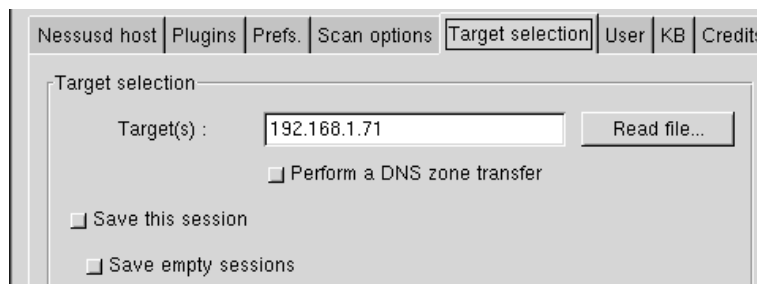 Nessusd host Plugins Prefs. Scan options Target selection User KB Credits
Target selection
Target(s) : 192.168.1.71 Read file...
Perform a DNS zone transfer
Save this session
Save empty sessions